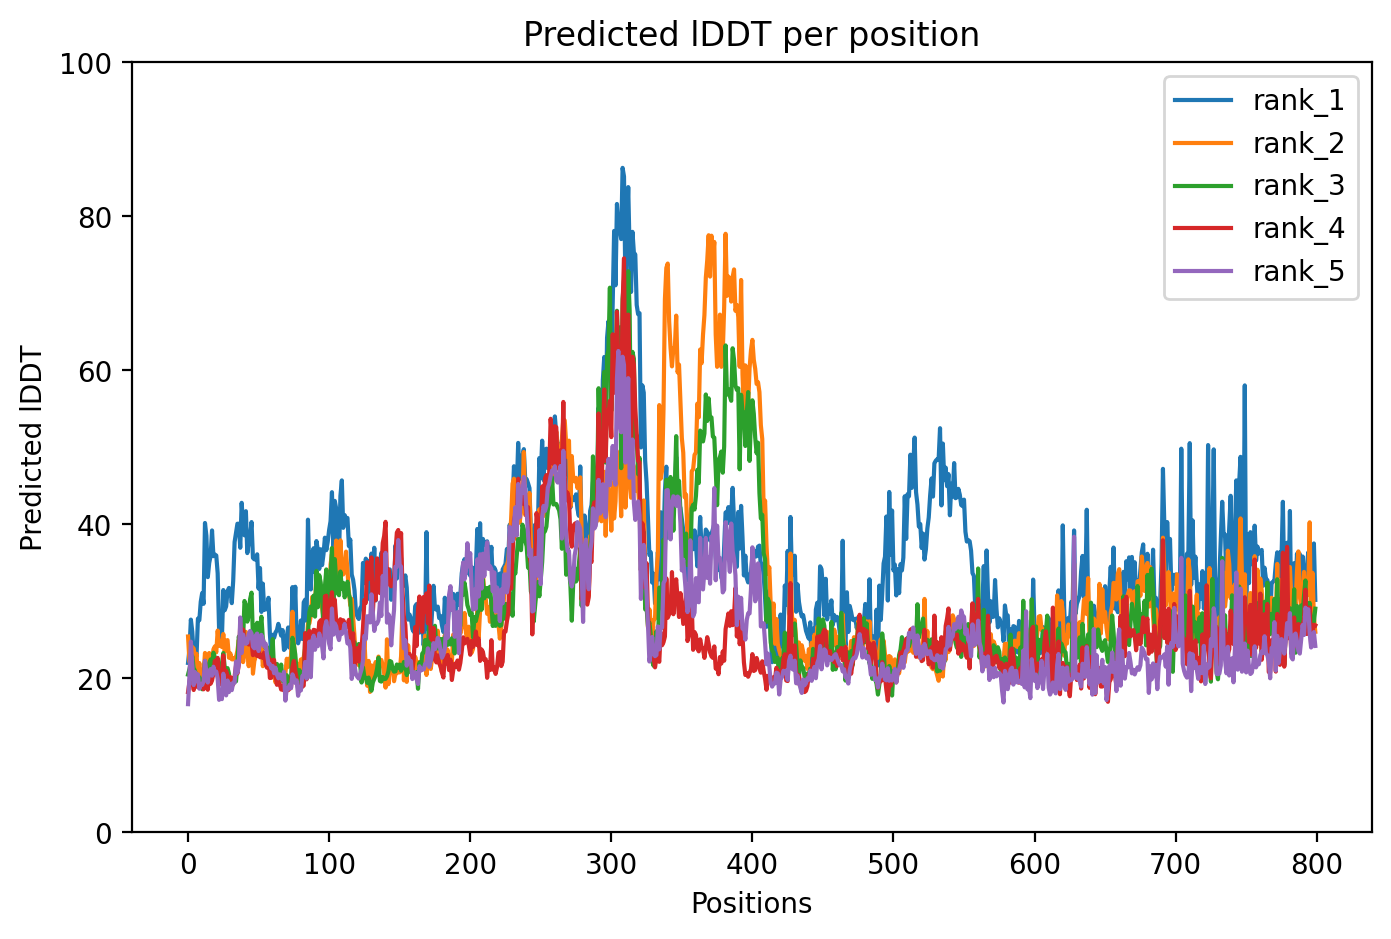 Predicted lDDT per position
100
80
60
40
20
0
Predicted lDDT
0 100 200 300 400 500 600 700 800
Positions
rank_1
rank_2
rank_3
rank_4
rank_5